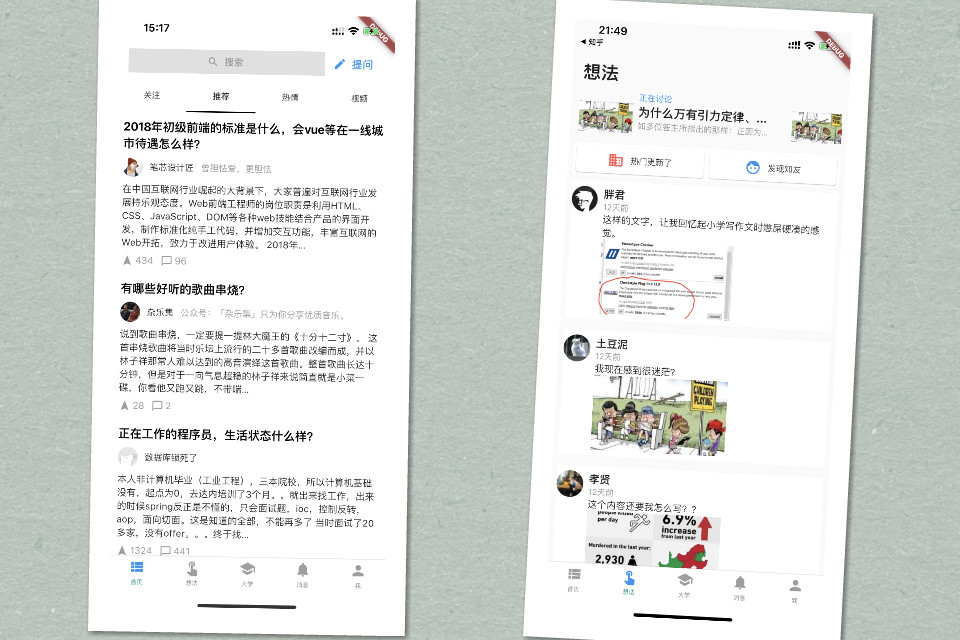 15:17
DEBUG
搜索
提问
关注
推荐
热情
视频
2018年初级前端的标准是什么，会vue等在一线城
市待遇怎么样？
笔芯设计匠 曾胆怯爱，更胆怯
在中国互联网行业崛起的大背景下，大家普遍对互联网行业发
展持乐观态度，Web前端工程师的岗位职责是利用HTML、
CSS、JavaScript、DOM等各种web技能结合产品的界面开
发，制作标准化纯手工代码，并增加交互功能，丰富互联网的
Web开拓，致力于改进用户体验。 2018年...
434 96
有哪些好听的歌曲串烧？
杂乐集 公众号：「杂乐集」只为你分享优质音乐。
说到歌曲串烧，一定要提一提林大魔王的《十分十二寸》， 这
首串烧歌曲将当时乐坛上流行的二十多首歌曲改编而成，并以
林子祥那常人难以达到的高音演绎这首歌曲。整首歌曲长达十
分钟，但是对于一向气息超稳的林子祥来说简直就是小菜一
碟，你看他又跑又跳，不带喘...
28 2
正在工作的程序员，生活状态什么样？
数据库锁死了
本人非计算机毕业（工业工程），三本院校，所以计算机基础
没有，起点为0，去达内培训了3个月。。就出来找工作，出来
的时候spring反正是不懂的，只会面试题，ioc，控制反转，
aop，面向切面。这是知道的全部，不能再多了 当时面试了20
多家，没有offer。。。终于找...
1324 441
首页
想法
大学
消息
我
21:49
知乎
DEBUG
想法
正在讨论
为什么万有引力定律、...
如多位答主所指出的那样！正因为...
热门更新了
发现知友
胖君
12天前
这样的文字，让我回忆起小学写作文时憋尿硬凑的感
觉。
土豆泥
12天前
我现在感到很迷茫？
CHILDREN
PLAYING
孝贤
12天前
这个内容还要我怎么写？？
per day
6.9%
increase
from last year
Murdered in the last year:
2,930
首页
想法
大学
消息
我